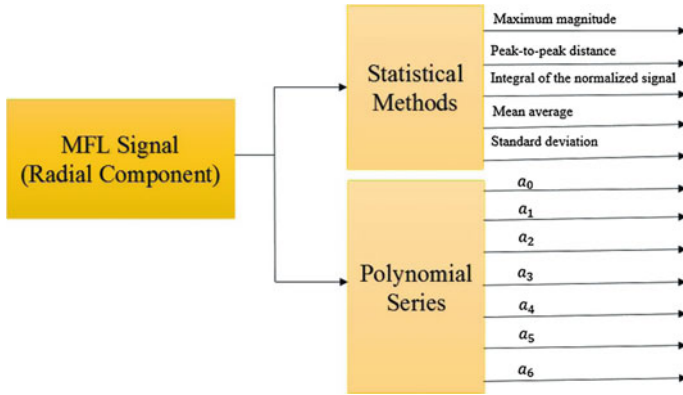 MFL Signal
(Radial Component)
Statistical
Methods
Maximum magnitude
Peak-to-peak distance
Integral of the normalized signal
Mean average
Standard deviation
Polynomial
Series
a₀
a₁
a₂
a₃
a₄
a₅
a₆